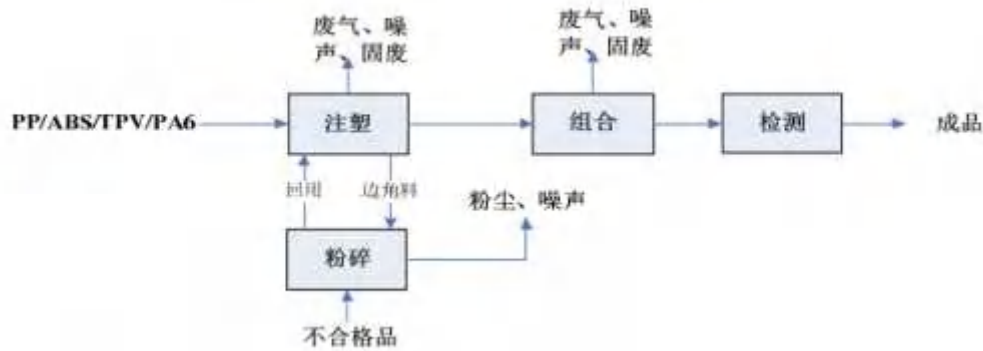 废气、噪
声、固废
废气、噪
声、固废
PP/ABS/TPV/PA6
注塑
组合
检测
成品
回用
边角料
粉尘、噪声
粉碎
不合格品